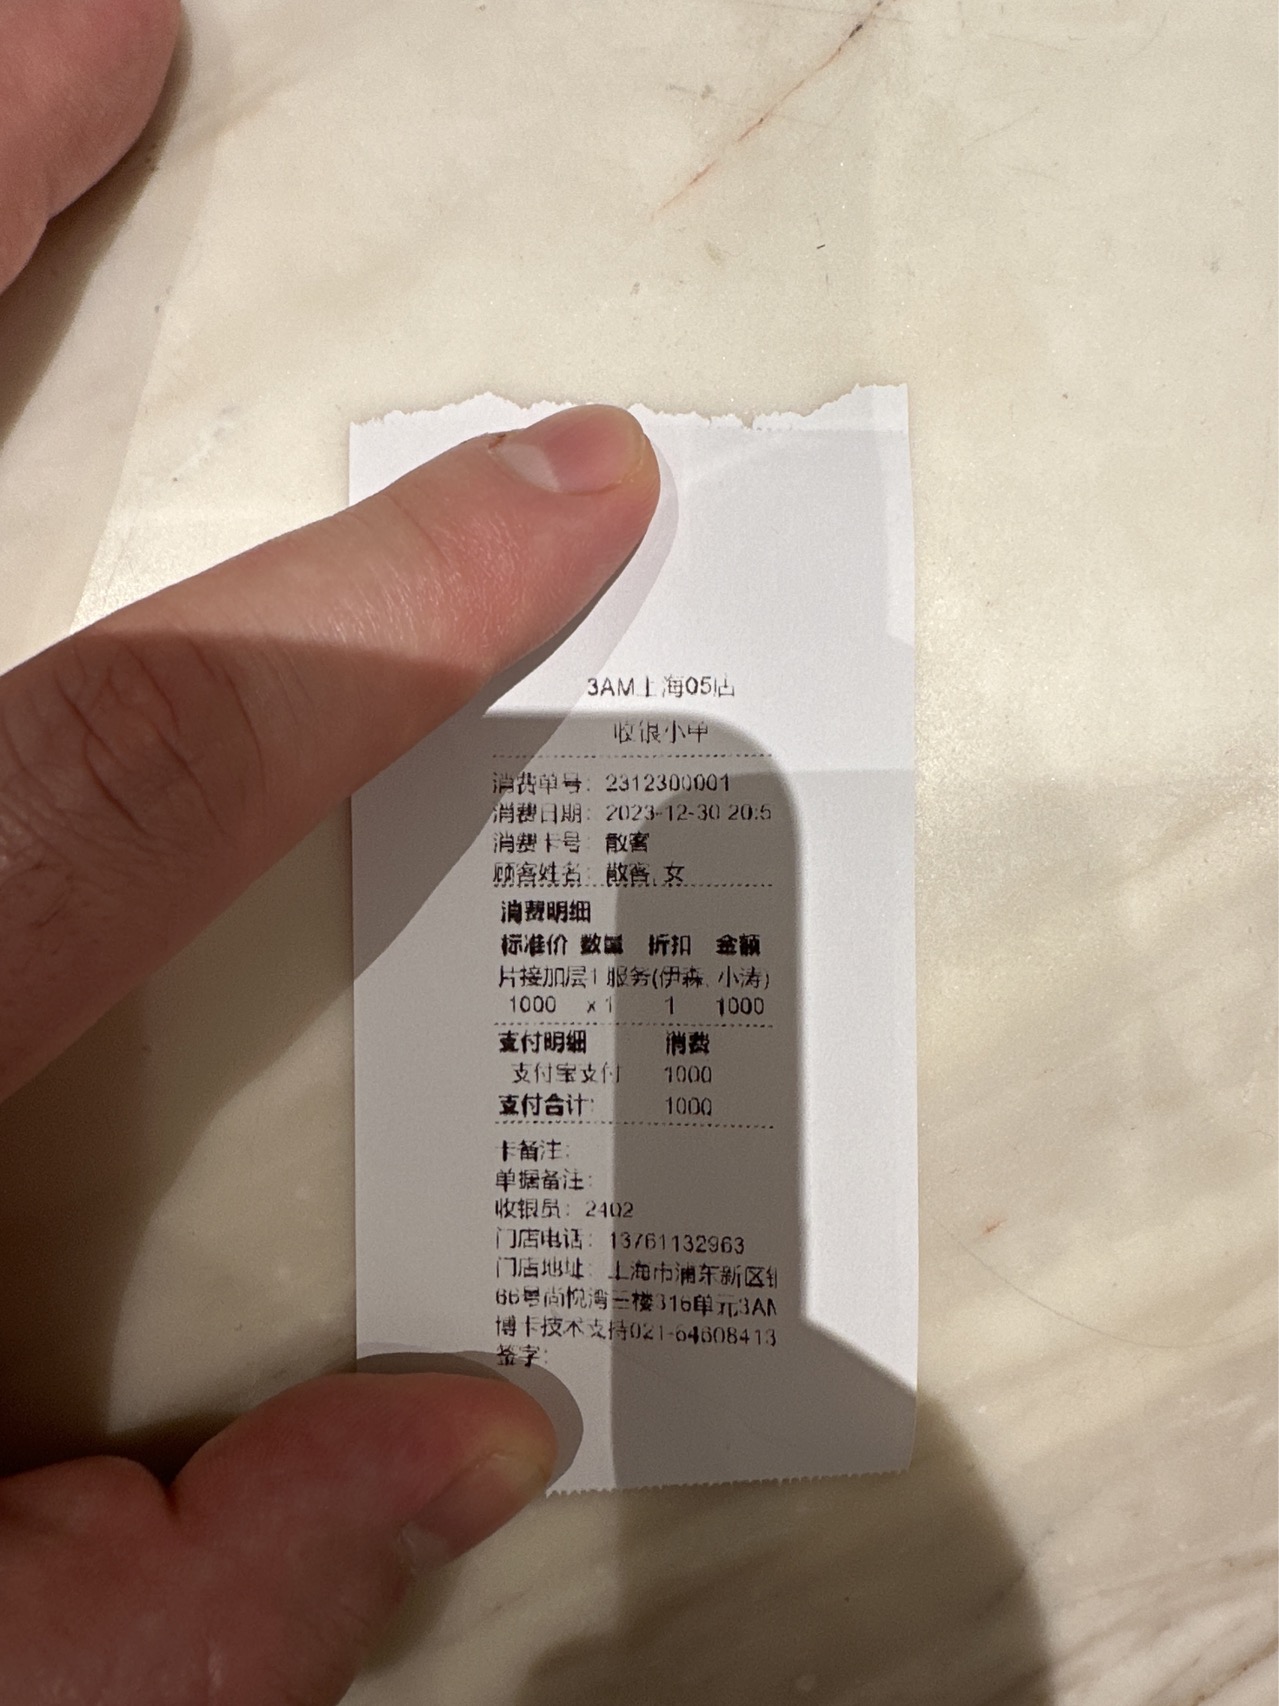 3AM上海05店
收银小单
消费单号：2312300001
消费日期：2023-12-30 20:5
消费卡号：散客
顾客姓名：散客,女
消费明细
标准价 数量 折扣 金额
片接加层1 服务(伊森、小涛)
1000 x1 1 1000
支付明细 消费
支付宝支付 1000
支付合计: 1000
卡备注:
单据备注:
收银员：2402
门店电话：13761132963
门店地址：上海市浦东新区
66号尚悦湾三楼316单元3AM
博卡技术支持021-64608413
签字: